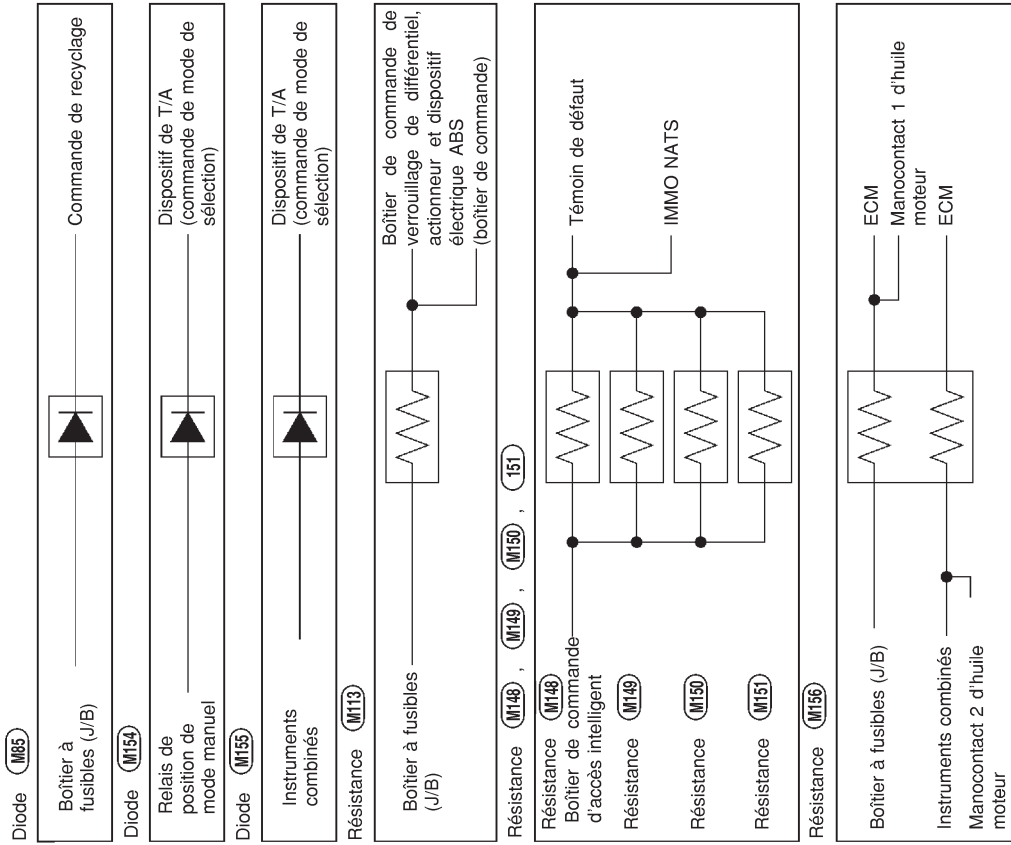 Diode M85
Boîtier à
fusibles (J/B)
Commande de recyclage
Diode M154
Relais de
position de
mode manuel
Dispositif de T/A
(commande de mode de
sélection)
Diode M155
Instruments
combinés
Dispositif de T/A
(commande de mode de
sélection)
Résistance M113
Boîtier à fusibles
(J/B)
Boîtier de commande de
verrouillage de différentiel,
actionneur et dispositif
électrique ABS
(boîtier de commande)
Résistance M148 , M149 , M150 , 151
Résistance M148
Boîtier de commande
d'accès intelligent
Résistance M149
Résistance M150
Résistance M151
Témoin de défaut
IMMO NATS
Résistance M156
Boîtier à fusibles (J/B)
Instruments combinés
Manocontact 2 d'huile
moteur
ECM
Manocontact 1 d'huile
moteur
ECM